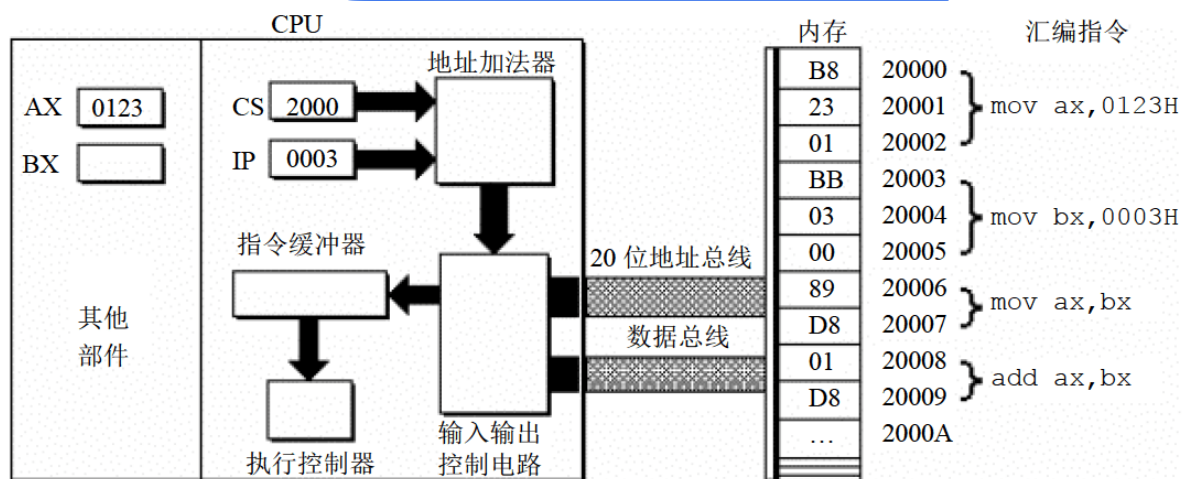 CPU
内存 汇编指令
地址加法器
AX 0123
CS 2000
BX
IP 0003
指令缓冲器
20 位地址总线
数据总线
其他
部件
执行控制器
输入输出
控制电路
B8 20000
23 20001 mov ax,0123H
01 20002
BB 20003
03 20004 mov bx,0003H
00 20005
89 20006
D8 20007 mov ax,bx
01 20008
D8 20009 add ax,bx
… 2000A